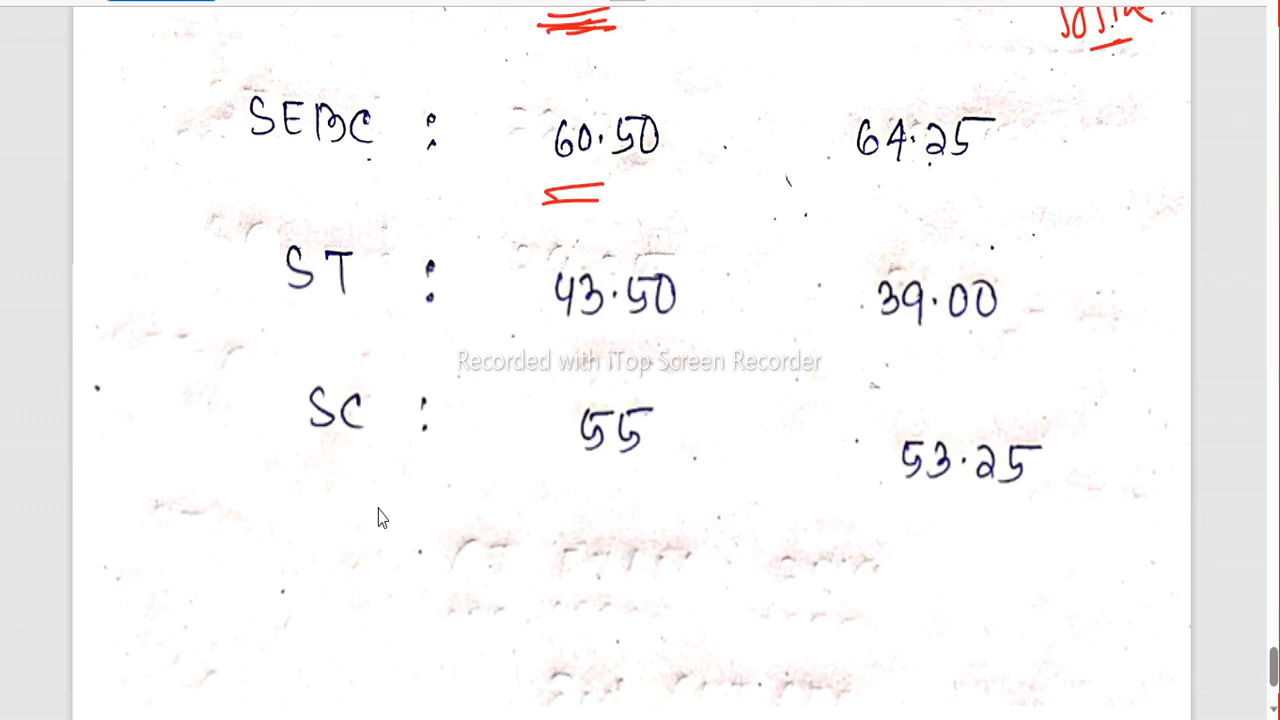 SEBC : 60.50 64.25
ST : 43.50 39.00
Recorded with iTop Screen Recorder
SC : 55 53.25